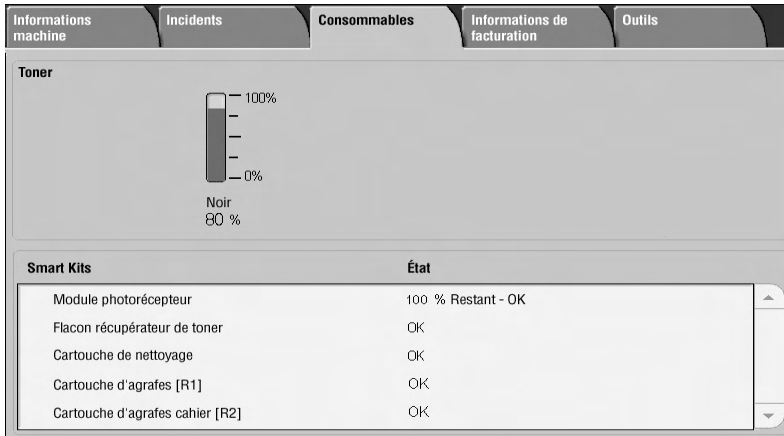 Informations machine
Incidents
Consommables
Informations de facturation
Outils
Toner
100%
0%
Noir
80 %
Smart Kits État
Module photorécepteur 100 % Restant - OK
Flacon récupérateur de toner OK
Cartouche de nettoyage OK
Cartouche d'agrafes [R1] OK
Cartouche d'agrafes cahier [R2] OK